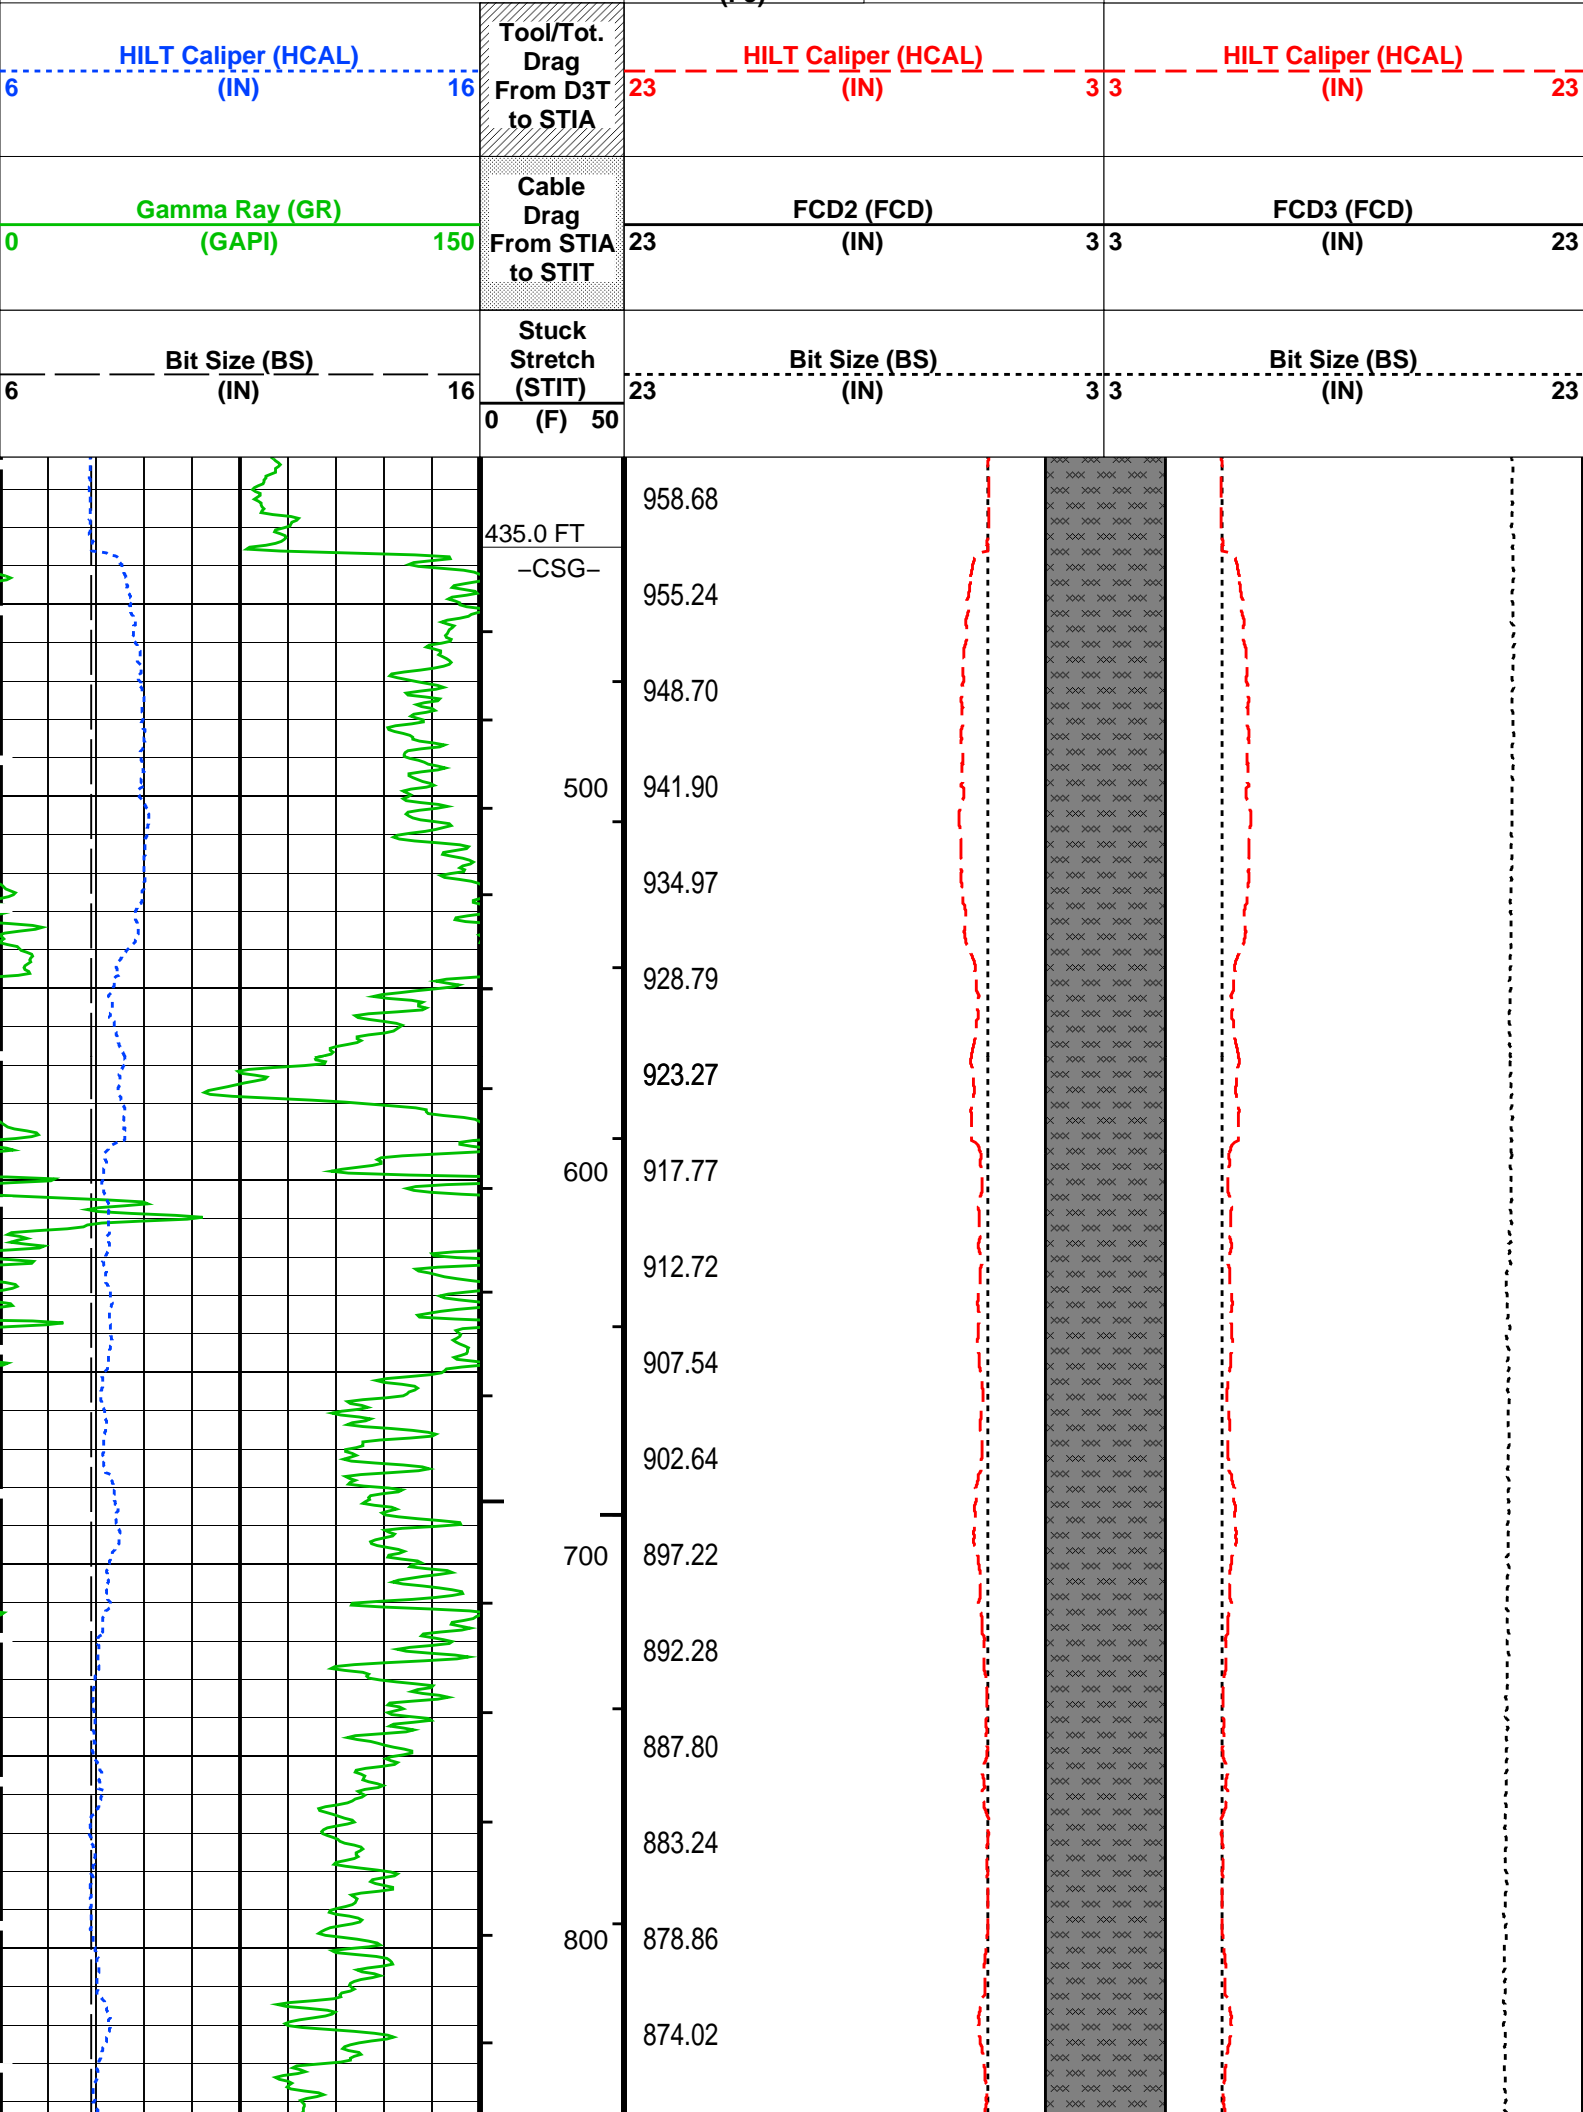 HILT Caliper (HCAL)
6 (IN) 16
Tool/Tot.
Drag
From D3T
to STIA
HILT Caliper (HCAL)
23 (IN) 3
HILT Caliper (HCAL)
3 (IN) 23
Gamma Ray (GR)
0 (GAPI) 150
Cable
Drag
From STIA
to STIT
FCD2 (FCD)
23 (IN) 3
FCD3 (FCD)
3 (IN) 23
Bit Size (BS)
6 (IN) 16
Stuck
Stretch
(STIT)
0 (F) 50
Bit Size (BS)
23 (IN) 3
Bit Size (BS)
3 (IN) 23
958.68
435.0 FT
–CSG–
955.24
948.70
500 941.90
934.97
928.79
923.27
600 917.77
912.72
907.54
902.64
700 897.22
892.28
887.80
883.24
800 878.86
874.02